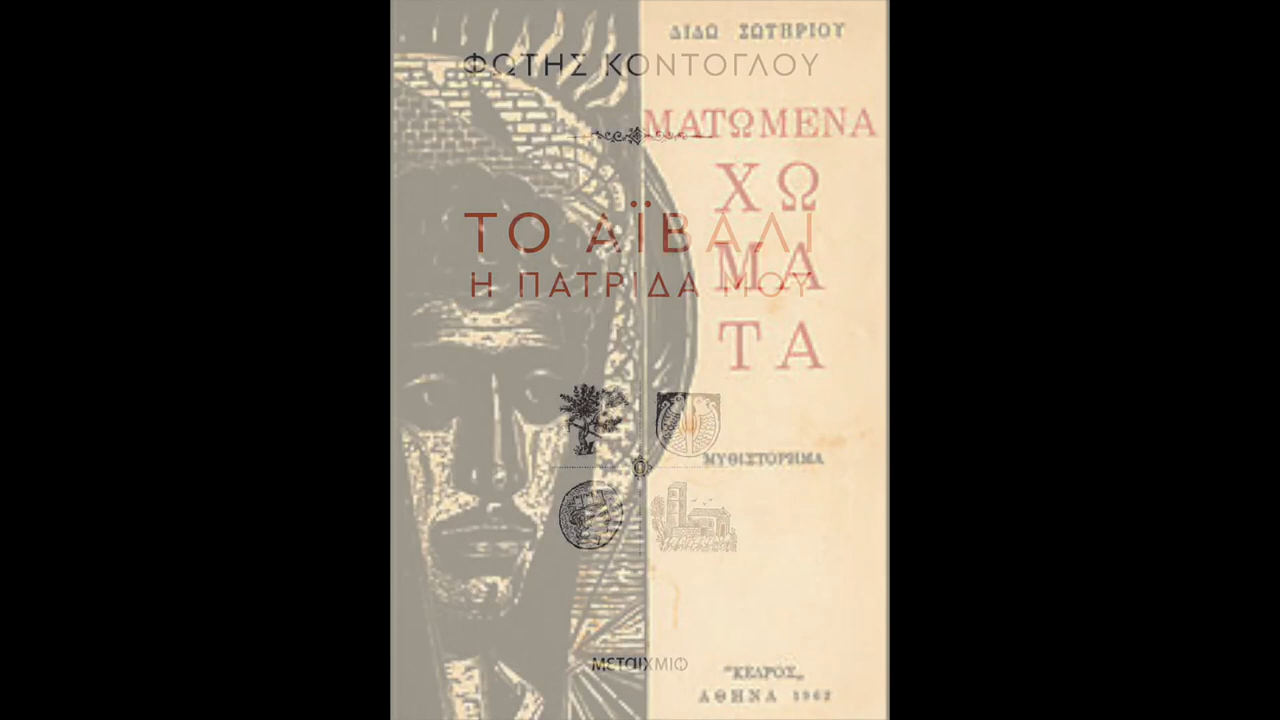 ΔΙΔΩ ΣΩΤΗΡΙΟΥ
ΦΩΤΗΣ ΚΟΝΤΟΓΛΟΥ
ΜΑΤΩΜΕΝΑ
ΧΩ
ΜΑ
ΤΑ
ΤΟ ΑΪΒΑΛΙ
Η ΠΑΤΡΙΔΑ ΜΟΥ
ΜΥΘΙΣΤΟΡΗΜΑ
ΜΕΤΑΙΧΜΙΟ
"ΚΕΔΡΟΣ„
ΑΘΗΝΑ 1962